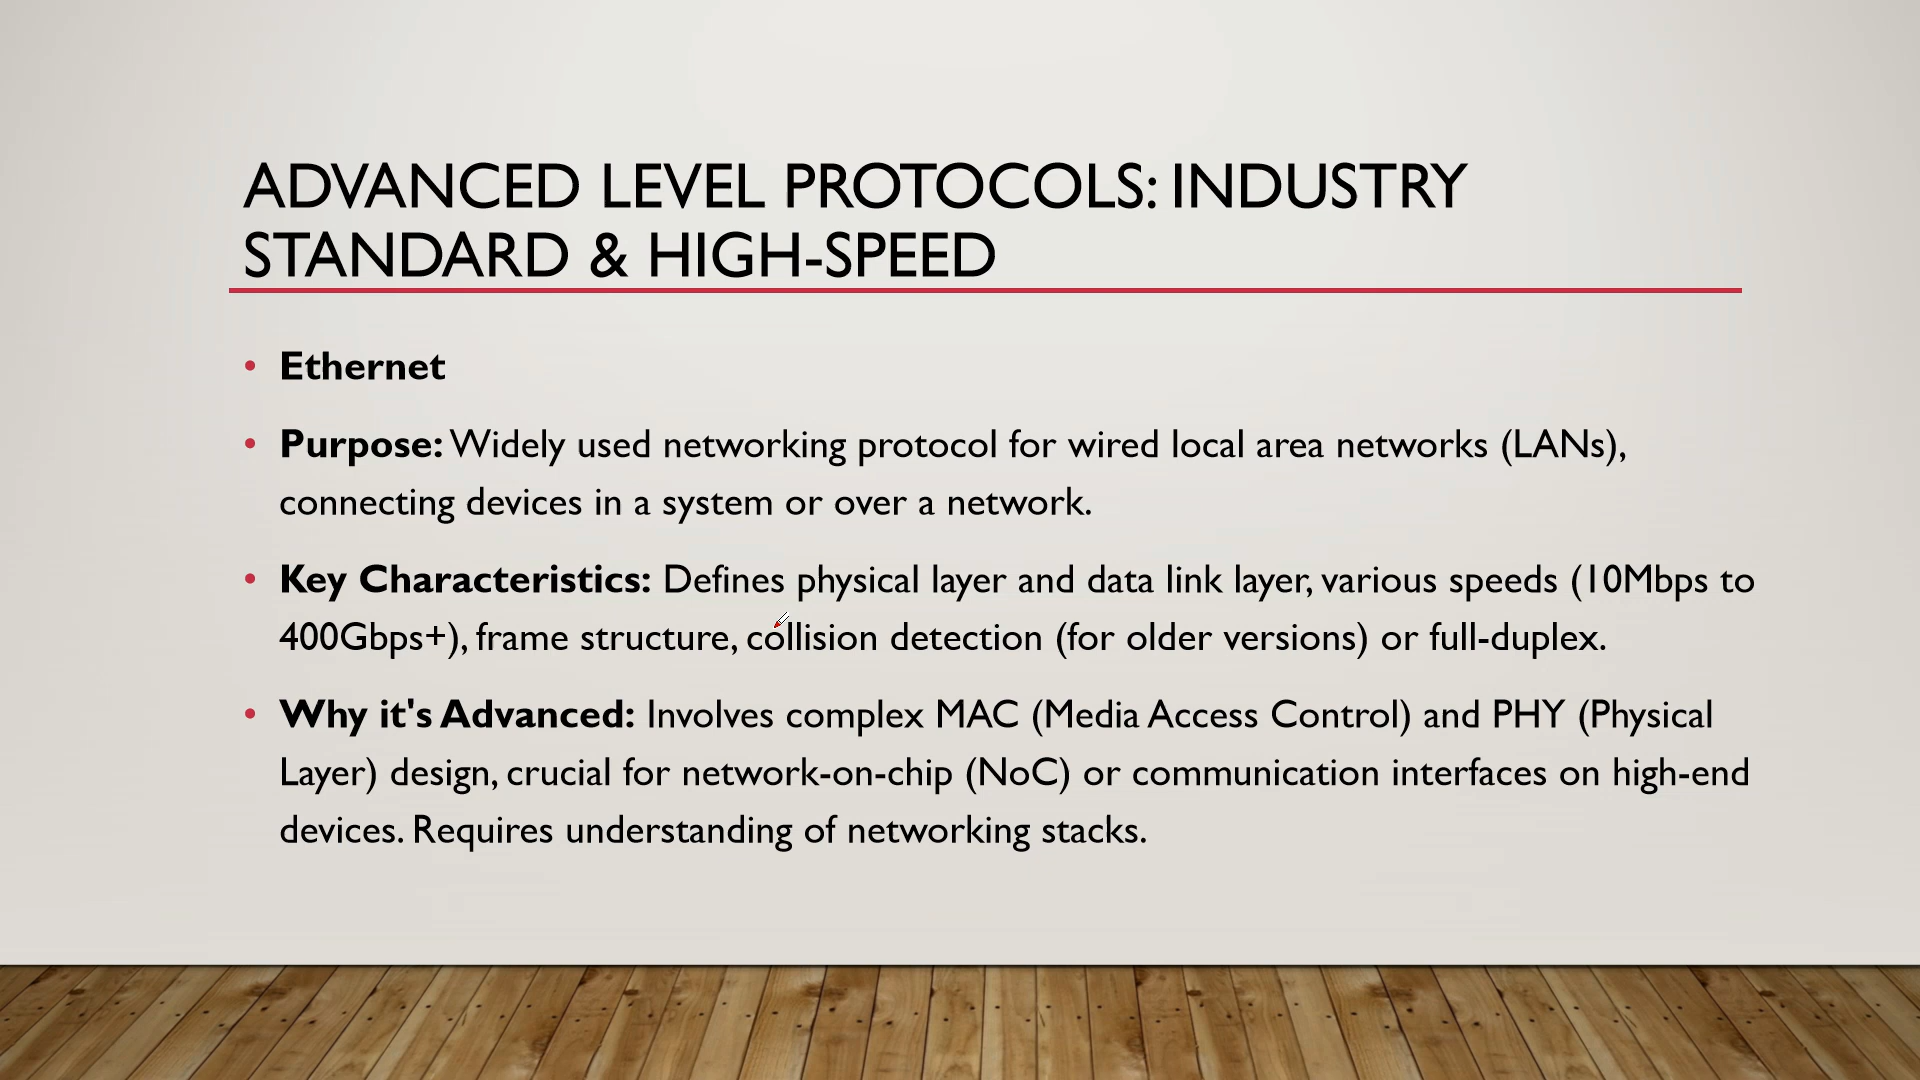 ADVANCED LEVEL PROTOCOLS: INDUSTRY
STANDARD & HIGH-SPEED
• Ethernet
• Purpose: Widely used networking protocol for wired local area networks (LANs),
connecting devices in a system or over a network.
• Key Characteristics: Defines physical layer and data link layer, various speeds (10Mbps to
400Gbps+), frame structure, collision detection (for older versions) or full-duplex.
• Why it's Advanced: Involves complex MAC (Media Access Control) and PHY (Physical
Layer) design, crucial for network-on-chip (NoC) or communication interfaces on high-end
devices. Requires understanding of networking stacks.